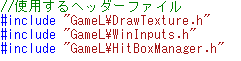 //使用するヘッダーファイル
#include "GameL¥DrawTexture.h"
#include "GameL¥WinInputs.h"
#include "GameL¥HitBoxManager.h"